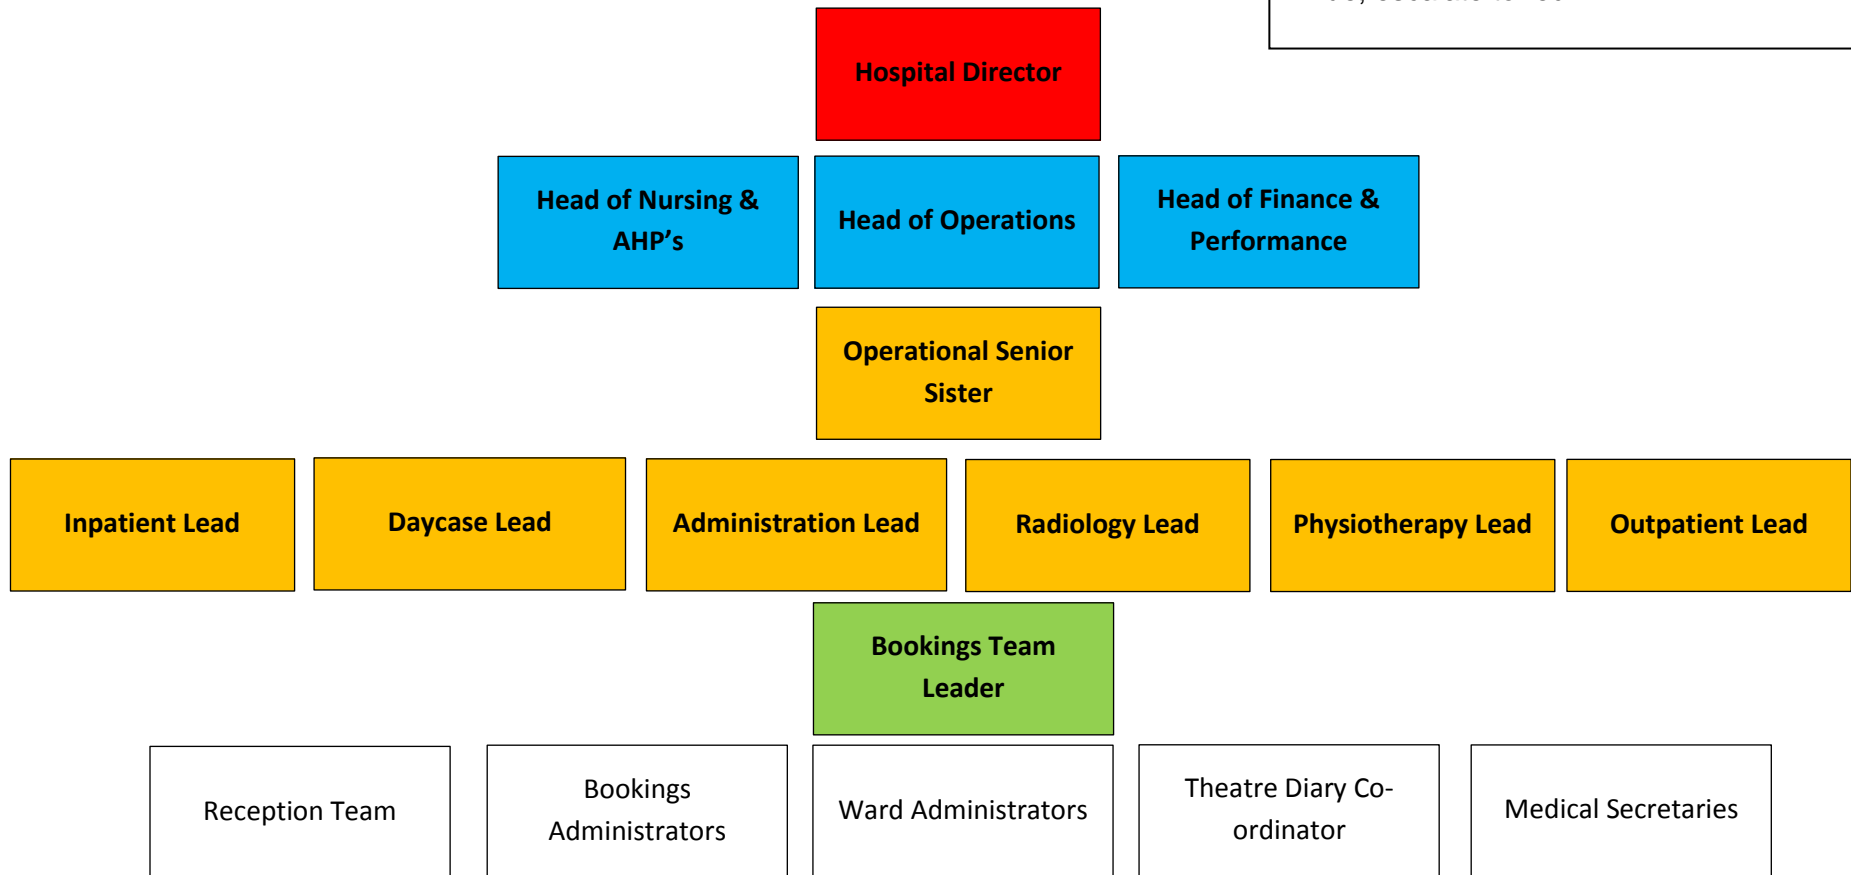 Hospital Director
Head of Nursing &
AHP’s
Head of Operations
Head of Finance &
Performance
Operational Senior
Sister
Inpatient Lead
Daycase Lead
Administration Lead
Radiology Lead
Physiotherapy Lead
Outpatient Lead
Bookings Team
Leader
Reception Team
Bookings
Administrators
Ward Administrators
Theatre Diary Co-
ordinator
Medical Secretaries